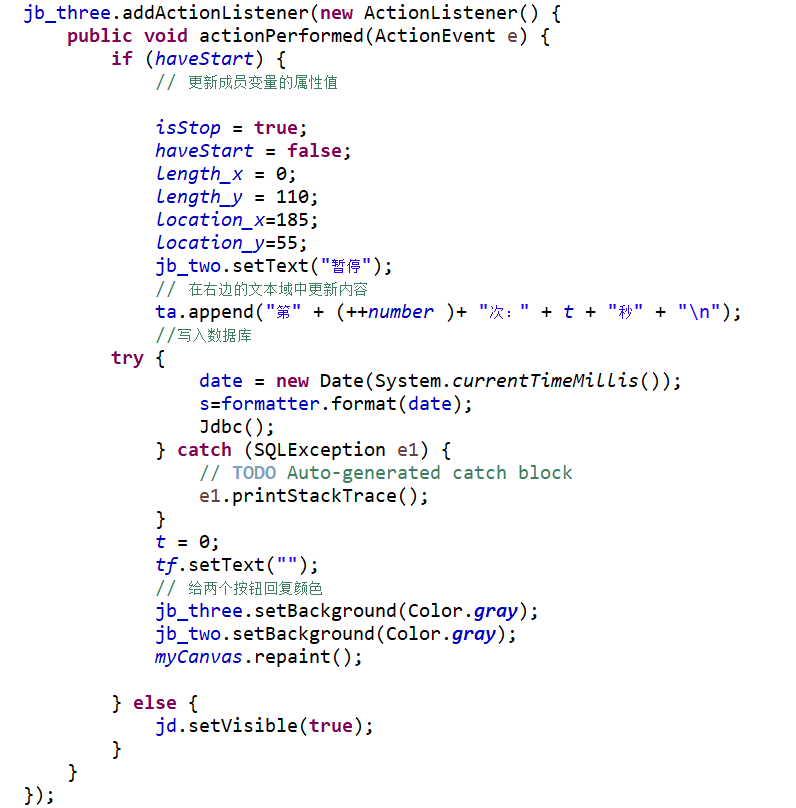 jb_three.addActionListener(new ActionListener() {
    public void actionPerformed(ActionEvent e) {
        if (haveStart) {
            // 更新成员变量的属性值
            isStop = true;
            haveStart = false;
            length_x = 0;
            length_y = 110;
            location_x=185;
            location_y=55;
            jb_two.setText("暂停");
            // 在右边的文本域中更新内容
            ta.append("第" + (++number )+ "次：" + t + "秒" + "\n");
            //写入数据库
        try {
                date = new Date(System.currentTimeMillis());
                s=formatter.format(date);
                Jdbc();
            } catch (SQLException e1) {
                // TODO Auto-generated catch block
                e1.printStackTrace();
            }
            t = 0;
            tf.setText("");
            // 给两个按钮回复颜色
            jb_three.setBackground(Color.gray);
            jb_two.setBackground(Color.gray);
            myCanvas.repaint();
        } else {
            jd.setVisible(true);
        }
    }
});